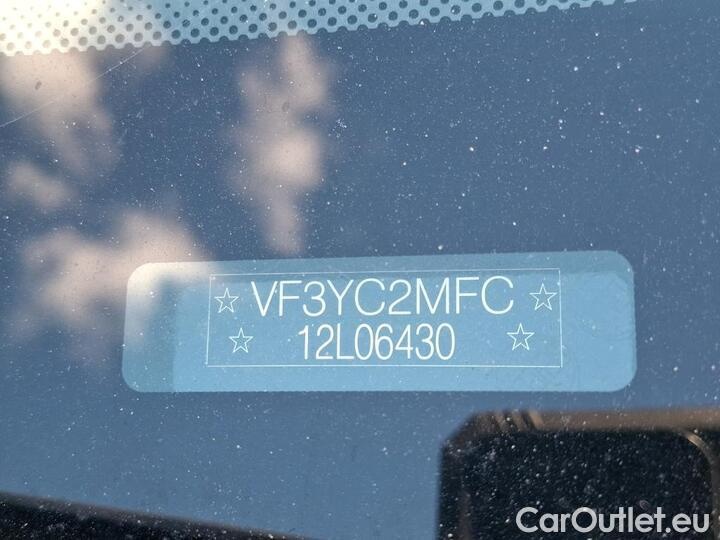 ☆ VF3YC2MFC ☆
☆ 12L06430 ☆
CarOutlet.eu